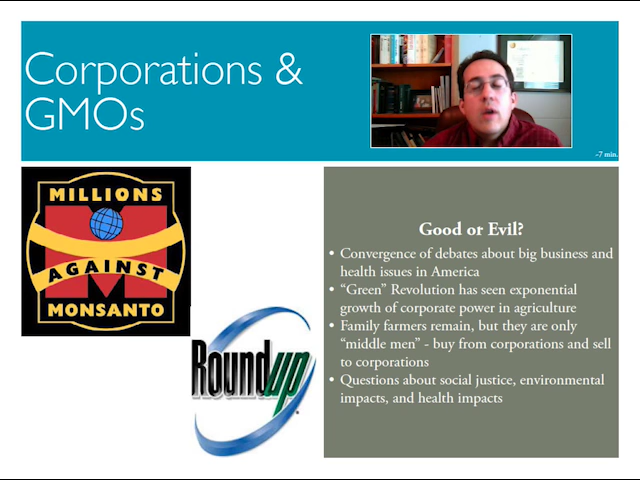 Corporations &
GMOs
~7 min.
MILLIONS
AGAINST
MONSANTO
Roundup
Good or Evil?
• Convergence of debates about big business and
health issues in America
• “Green” Revolution has seen exponential
growth of corporate power in agriculture
• Family farmers remain, but they are only
“middle men” - buy from corporations and sell
to corporations
• Questions about social justice, environmental
impacts, and health impacts